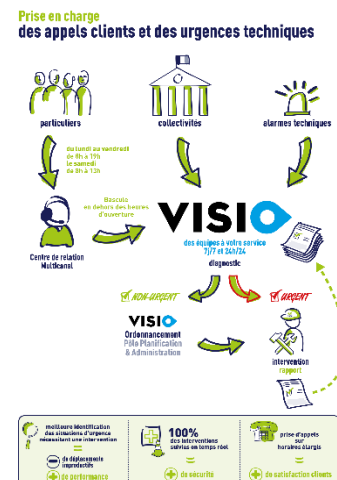 Prise en charge
des appels clients et des urgences techniques
particuliers
collectivités
alarmes techniques
du lundi au vendredi
de 8h à 19h
le samedi
de 8h à 13h
Bascule
en dehors des heures
d'ouverture
VISIO
des équipes à votre service
7j/7 et 24h/24
diagnostic
Centre de relation
Multicanal
NON-URGENT
URGENT
VISIO
Ordonnancement
Pôle Planification
& Administration
intervention
rapport
meilleure identification
des situations d'urgence
nécessitant une intervention
=
- de déplacements
improductifs
+ de performance
100%
des interventions
suivies en temps réel
=
+ de sécurité
prise d'appels
sur
horaires élargis
=
+ de satisfaction clients